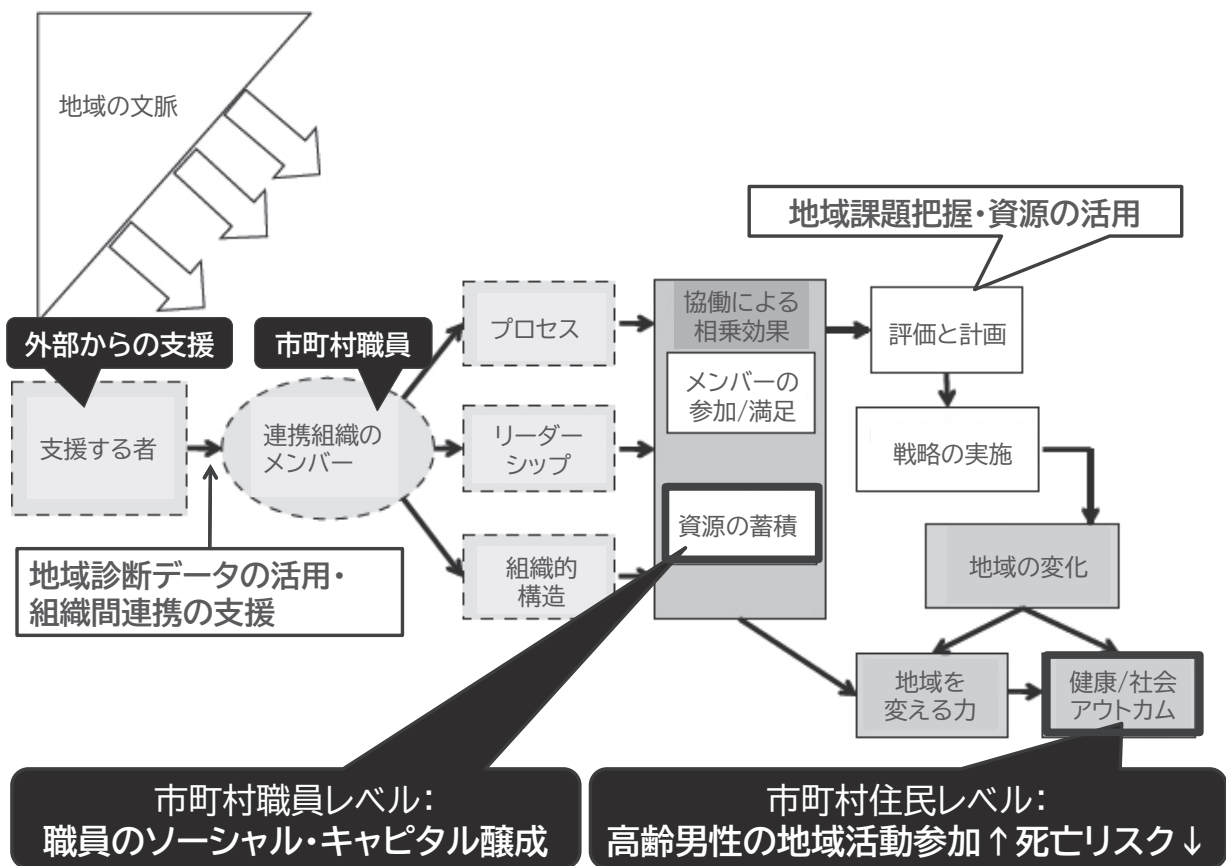 地域の文脈
地域課題把握・資源の活用
外部からの支援
市町村職員
プロセス
協働による
相乗効果
評価と計画
メンバーの
参加/満足
支援する者
連携組織の
メンバー
リーダー
シップ
戦略の実施
資源の蓄積
地域診断データの活用・
組織間連携の支援
組織的
構造
地域の変化
地域を
変える力
健康/社会
アウトカム
市町村職員レベル：
職員のソーシャル・キャピタル醸成
市町村住民レベル：
高齢男性の地域活動参加↑死亡リスク↓